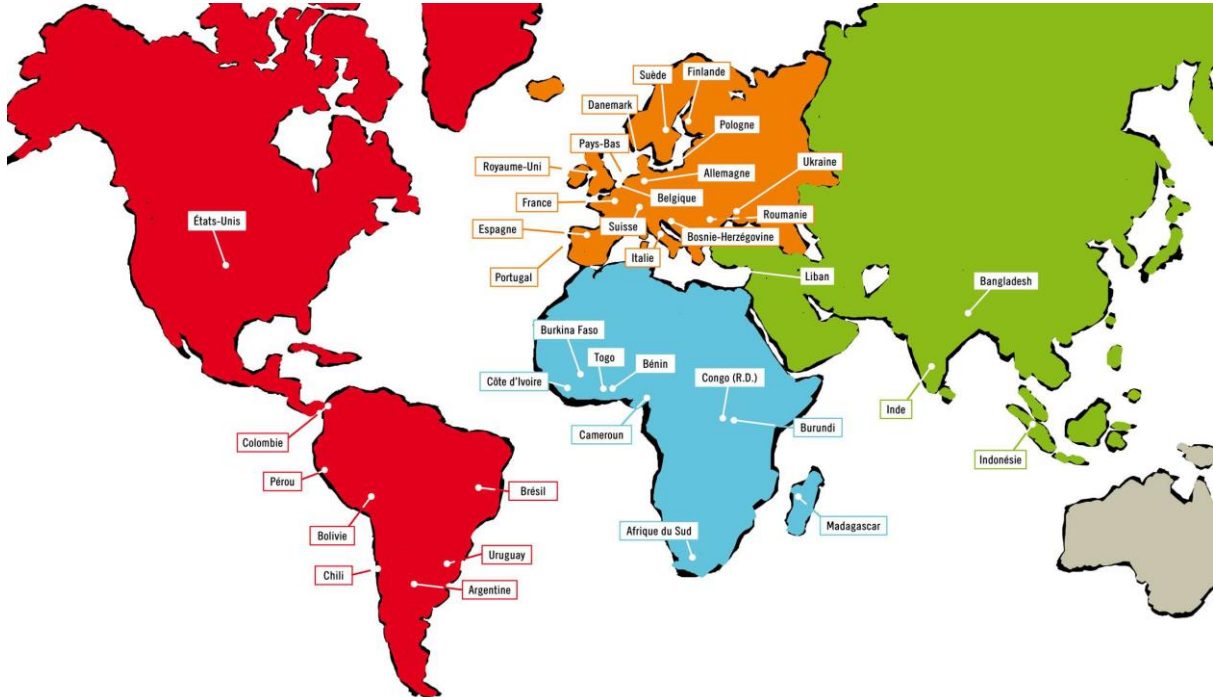 Suède
Finlande
Danemark
Pologne
Pays-Bas
Ukraine
Royaume-Uni
Allemagne
Belgique
France
Roumanie
États-Unis
Suisse
Espagne
Bosnie-Herzégovine
Italie
Portugal
Liban
Bangladesh
Burkina Faso
Togo
Bénin
Côte d'Ivoire
Congo (R.D.)
Inde
Cameroun
Burundi
Colombie
Indonésie
Pérou
Brésil
Madagascar
Bolivie
Afrique du Sud
Uruguay
Chili
Argentine